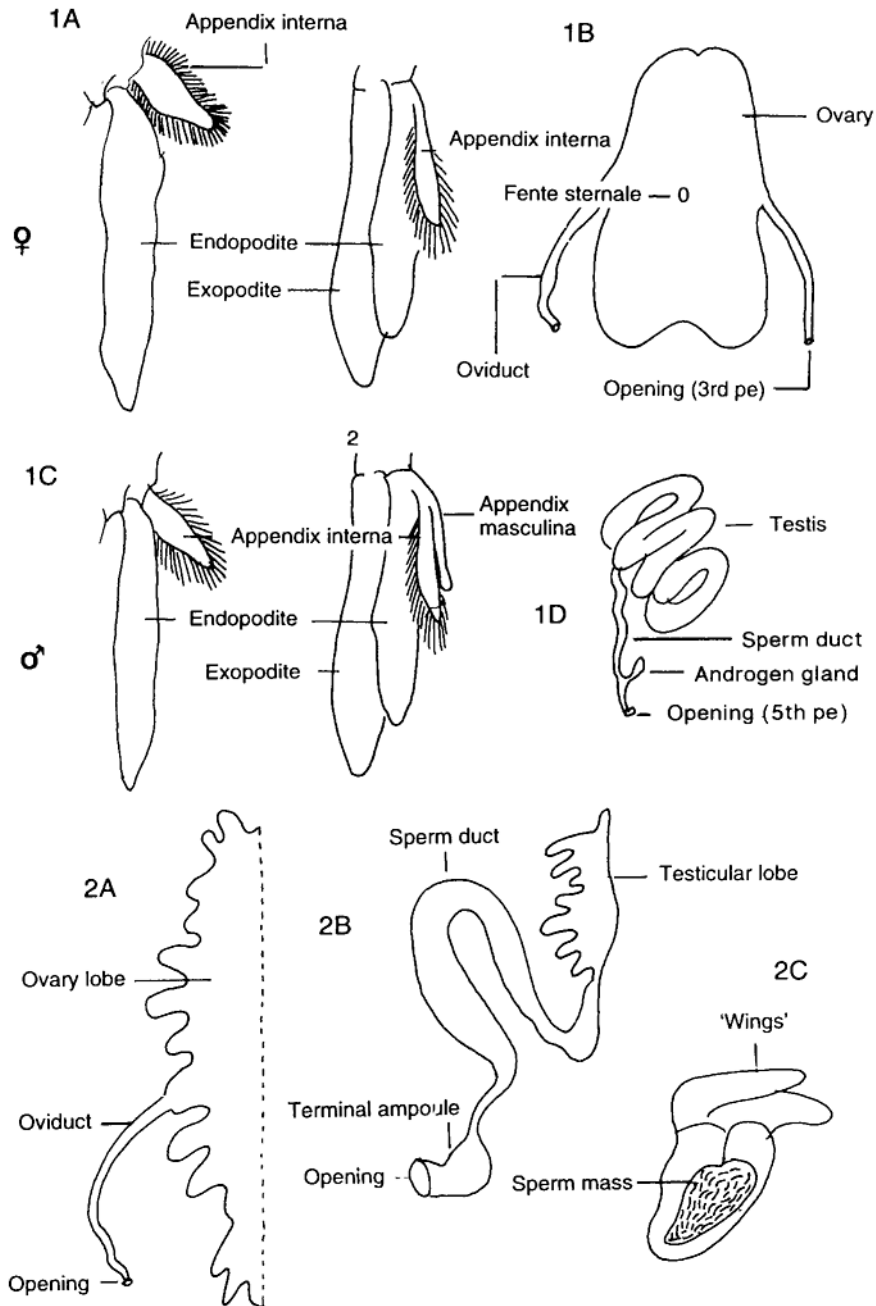 1A
Appendix interna
1B
Ovary
Appendix interna
Fente sternale
0
♀
Endopodite
Exopodite
Oviduct
Opening (3rd pe)
1C
2
Appendix
masculina
Appendix interna
Testis
1D
Endopodite
Sperm duct
♂
Exopodite
Androgen gland
Opening (5th pe)
Sperm duct
2A
Testicular lobe
2B
Ovary lobe
2C
'Wings'
Oviduct
Terminal ampoule
Opening
Sperm mass
Opening